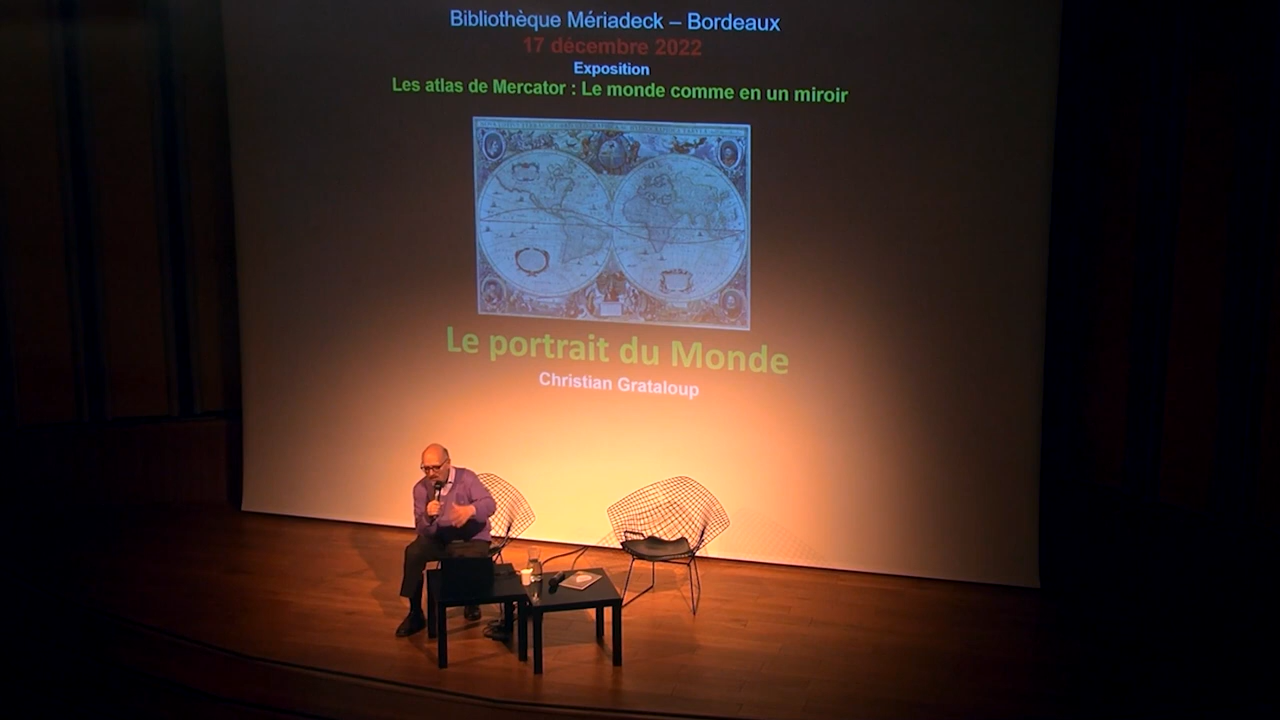 Bibliothèque Mériadeck – Bordeaux
17 décembre 2022
Exposition
Les atlas de Mercator : Le monde comme en un miroir
Le portrait du Monde
Christian Grataloup